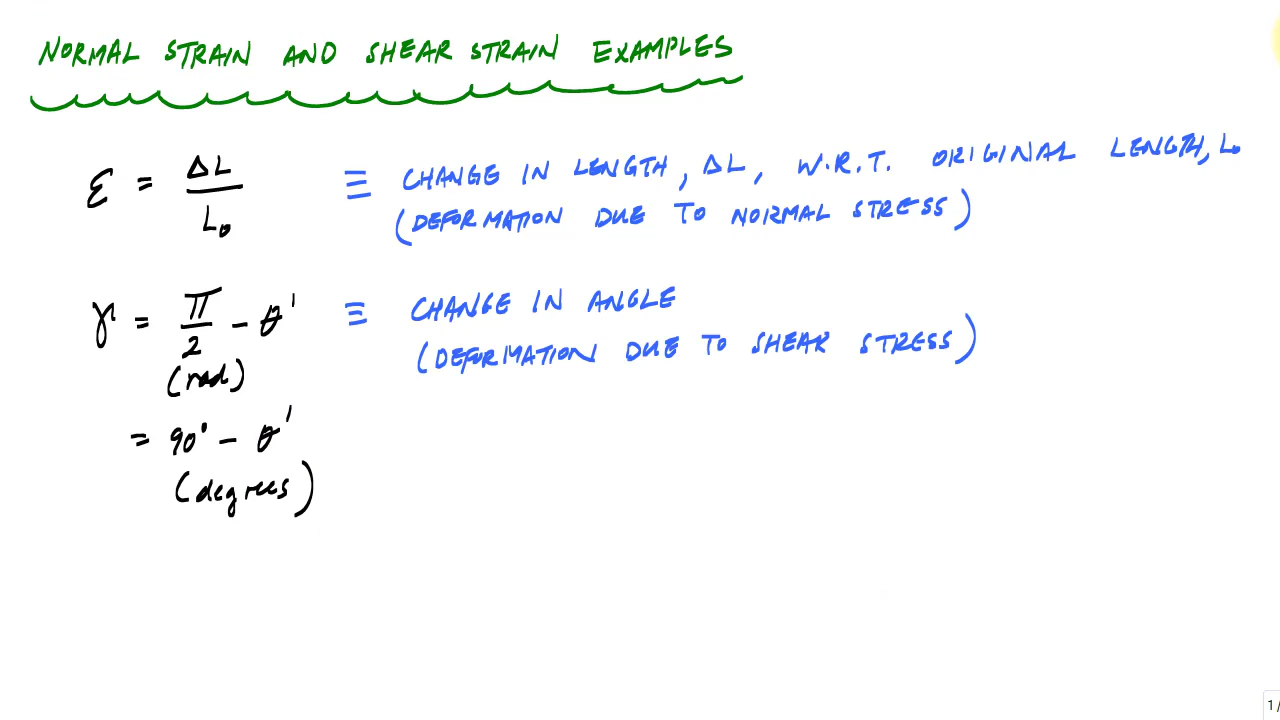 NORMAL STRAIN AND SHEAR STRAIN EXAMPLES
ε = ΔL / L₀ ≡ CHANGE IN LENGTH, ΔL, W.R.T. ORIGINAL LENGTH, L₀
(DEFORMATION DUE TO NORMAL STRESS)
γ = π/2 - θ' ≡ CHANGE IN ANGLE
(rad) (DEFORMATION DUE TO SHEAR STRESS)
= 90° - θ'
(degrees)
1/